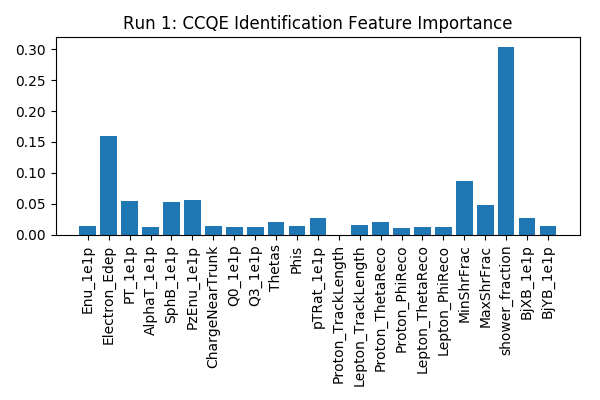 Run 1: CCQE Identification Feature Importance
0.30
0.25
0.20
0.15
0.10
0.05
0.00
Enu_1e1p
Electron_Edep
PT_1e1p
AlphaT_1e1p
SphB_1e1p
PzEnu_1e1p
ChargeNearTrunk
Q0_1e1p
Q3_1e1p
Thetas
Phis
pTRat_1e1p
Proton_TrackLength
Lepton_TrackLength
Proton_ThetaReco
Proton_PhiReco
Lepton_ThetaReco
Lepton_PhiReco
MinShrFrac
MaxShrFrac
shower_fraction
BjXB_1e1p
BjYB_1e1p